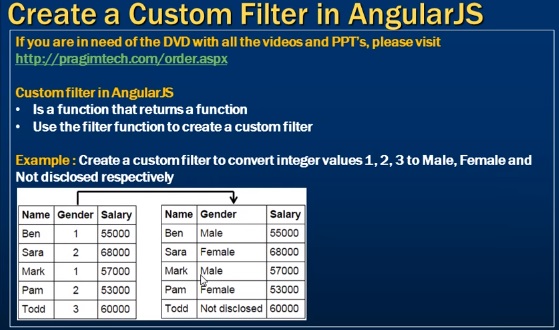 Create a Custom Filter in AngularJS
If you are in need of the DVD with all the videos and PPT's, please visit
http://pragimtech.com/order.aspx
Custom filter in AngularJS
• Is a function that returns a function
• Use the filter function to create a custom filter
Example : Create a custom filter to convert integer values 1, 2, 3 to Male, Female and
Not disclosed respectively
Name Gender Salary
Ben 1 55000
Sara 2 68000
Mark 1 57000
Pam 2 53000
Todd 3 60000
Name Gender Salary
Ben Male 55000
Sara Female 68000
Mark Male 57000
Pam Female 53000
Todd Not disclosed 60000